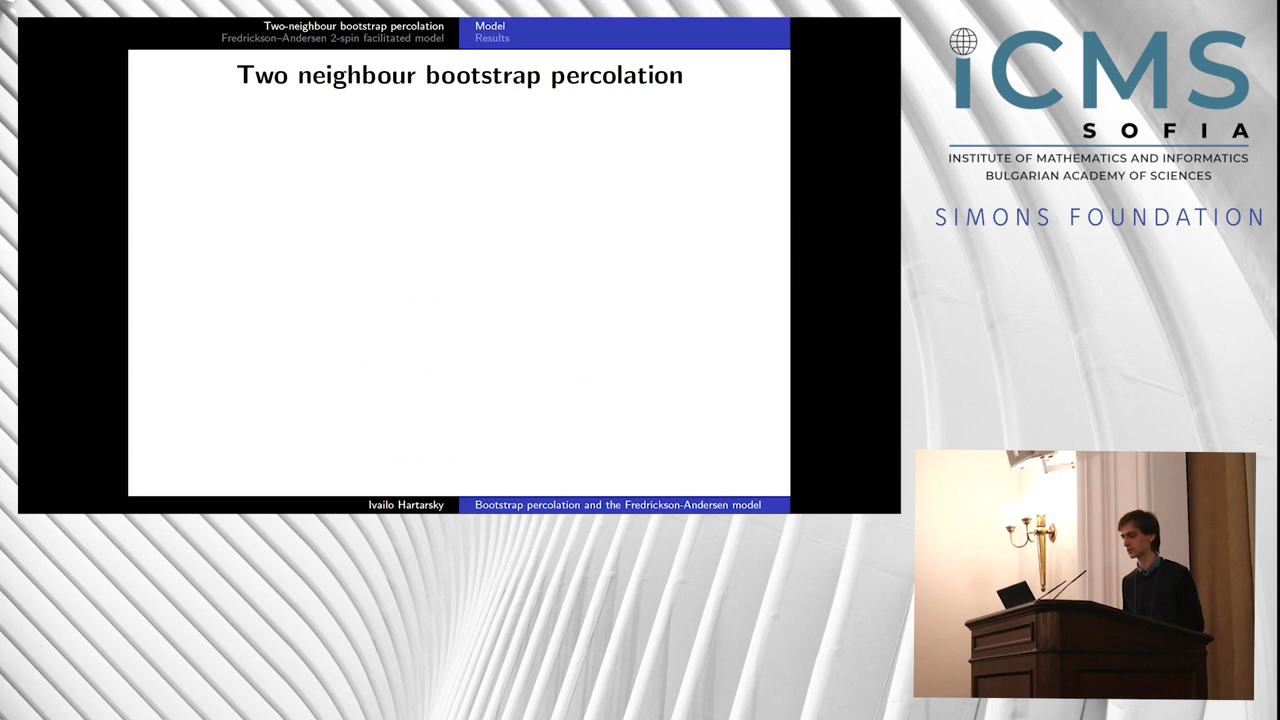 Two-neighbour bootstrap percolation
Fredrickson–Andersen 2-spin facilitated model
Model
Results
Two neighbour bootstrap percolation
Ivailo Hartarsky
Bootstrap percolation and the Fredrickson-Andersen model
iCMS
SOFIA
INSTITUTE OF MATHEMATICS AND INFORMATICS
BULGARIAN ACADEMY OF SCIENCES
SIMONS FOUNDATION